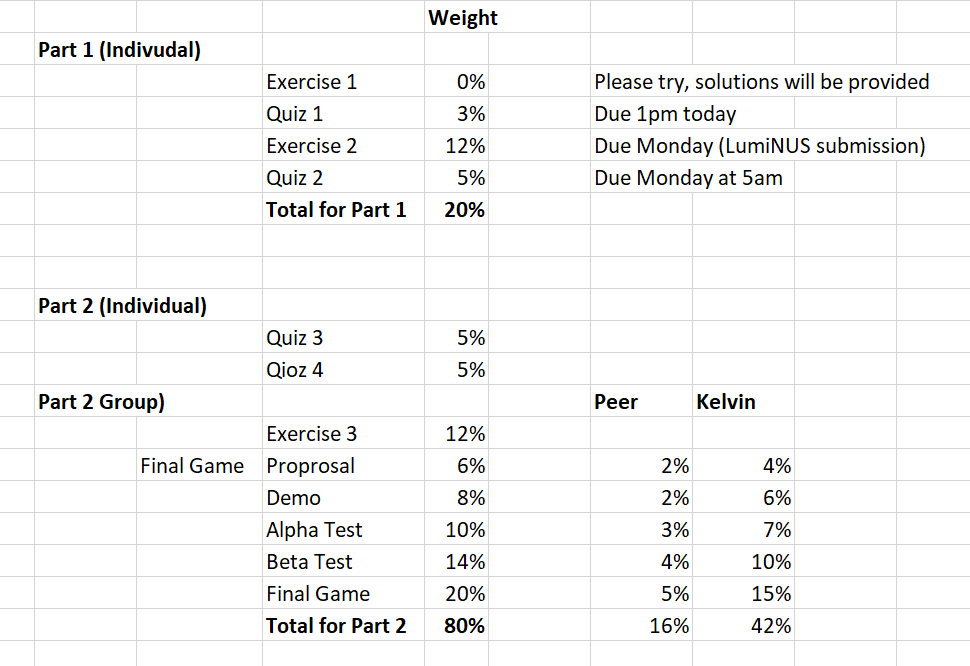 Weight
Part 1 (Indivudal)
Exercise 1 0% Please try, solutions will be provided
Quiz 1 3% Due 1pm today
Exercise 2 12% Due Monday (LumiNUS submission)
Quiz 2 5% Due Monday at 5am
Total for Part 1 20%
Part 2 (Individual)
Quiz 3 5%
Qioz 4 5%
Part 2 Group) Peer Kelvin
Exercise 3 12%
Final Game Proprosal 6% 2% 4%
Demo 8% 2% 6%
Alpha Test 10% 3% 7%
Beta Test 14% 4% 10%
Final Game 20% 5% 15%
Total for Part 2 80% 16% 42%